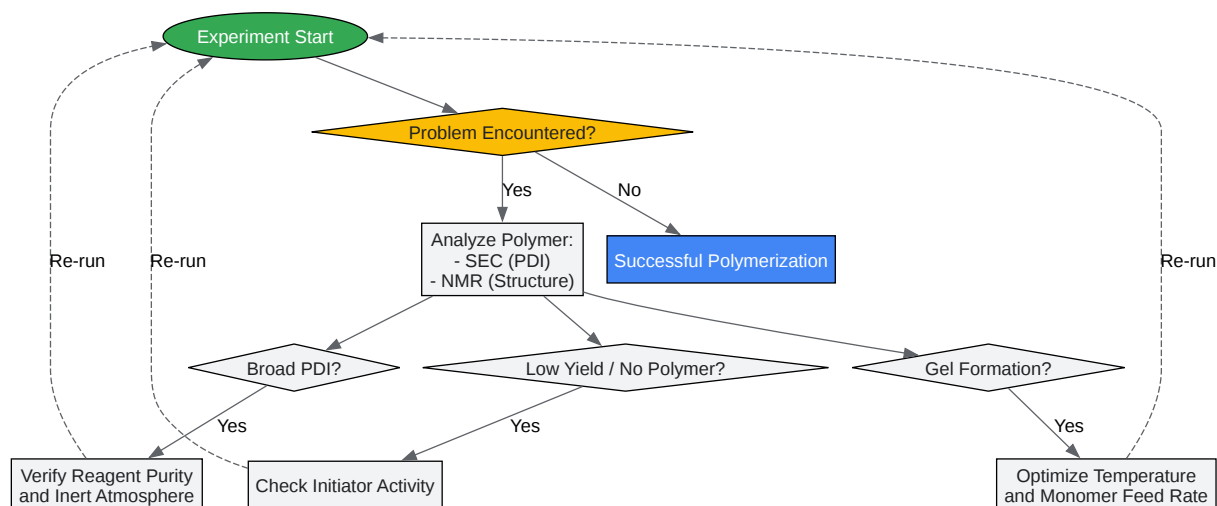 Experiment Start
Problem Encountered?
Yes
No
Analyze Polymer:
- SEC (PDI)
- NMR (Structure)
Successful Polymerization
Re-run
Re-run
Re-run
Broad PDI?
Low Yield / No Polymer?
Gel Formation?
Yes
Yes
Yes
Verify Reagent Purity
and Inert Atmosphere
Check Initiator Activity
Optimize Temperature
and Monomer Feed Rate